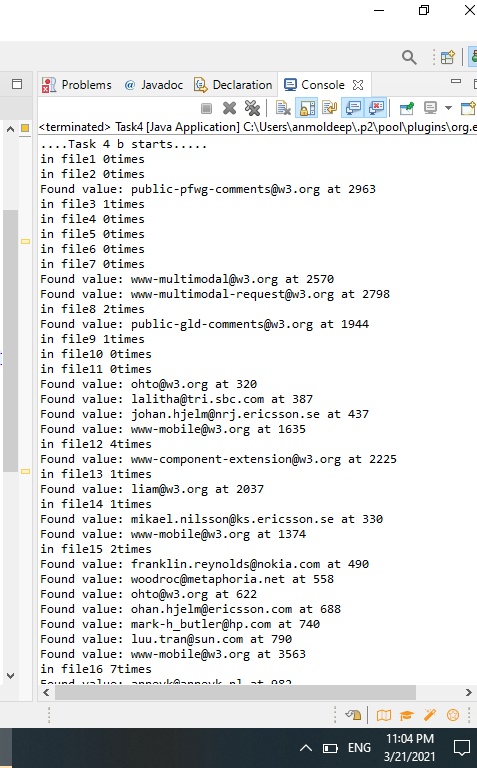 Problems @ Javadoc Declaration Console
<terminated> Task4 [Java Application] C:\Users\anmoldeep\.p2\pool\plugins\org.e
....Task 4 b starts.....
in file1 0times
in file2 0times
Found value: public-pfwg-comments@w3.org at 2963
in file3 1times
in file4 0times
in file5 0times
in file6 0times
in file7 0times
Found value: www-multimodal@w3.org at 2570
Found value: www-multimodal-request@w3.org at 2798
in file8 2times
Found value: public-gld-comments@w3.org at 1944
in file9 1times
in file10 0times
in file11 0times
Found value: ohto@w3.org at 320
Found value: lalitha@tri.sbc.com at 387
Found value: johan.hjelm@nrj.ericsson.se at 437
Found value: www-mobile@w3.org at 1635
in file12 4times
Found value: www-component-extension@w3.org at 2225
in file13 1times
Found value: liam@w3.org at 2037
in file14 1times
Found value: mikael.nilsson@ks.ericsson.se at 330
Found value: www-mobile@w3.org at 1374
in file15 2times
Found value: franklin.reynolds@nokia.com at 490
Found value: woodroc@metaphoria.net at 558
Found value: ohto@w3.org at 622
Found value: ohan.hjelm@ericsson.com at 688
Found value: mark-h_butler@hp.com at 740
Found value: luu.tran@sun.com at 790
Found value: www-mobile@w3.org at 3563
in file16 7times
Found value: annevk@annevk.nl at 982
ENG
11:04 PM
3/21/2021